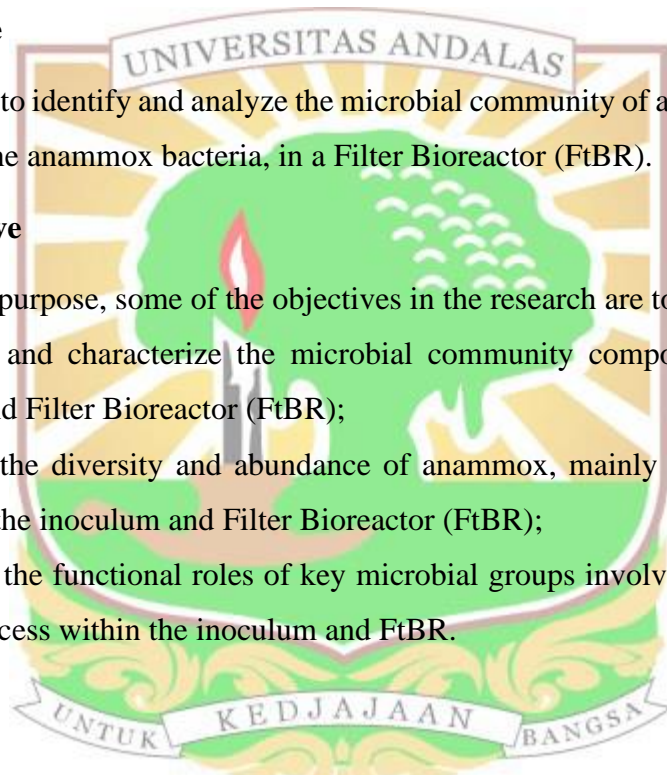 e
UNIVERSITAS ANDALAS
to identify and analyze the microbial community of a
ne anammox bacteria, in a Filter Bioreactor (FtBR).
ve
purpose, some of the objectives in the research are to
and characterize the microbial community compo
nd Filter Bioreactor (FtBR);
the diversity and abundance of anammox, mainly
the inoculum and Filter Bioreactor (FtBR);
the functional roles of key microbial groups involv
cess within the inoculum and FtBR.
UNTUK KEDJAJAAN BANGSA